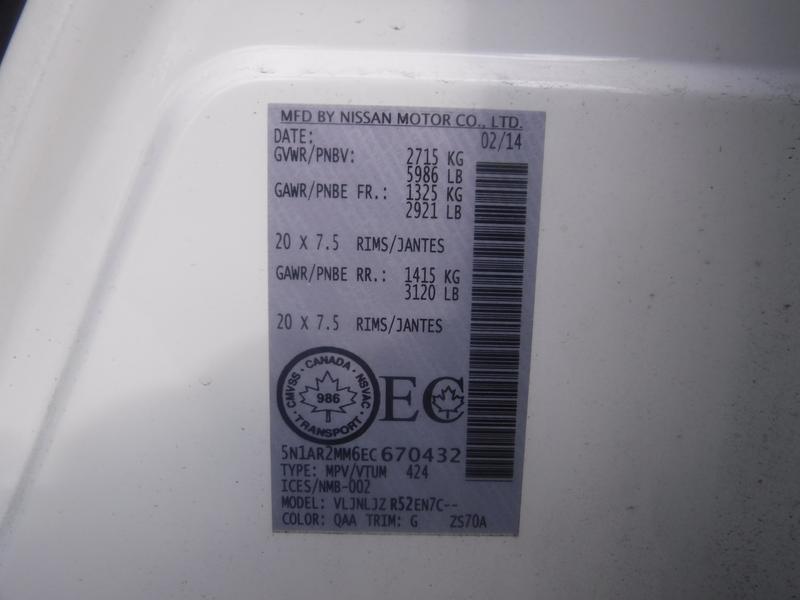 MFD BY NISSAN MOTOR CO., LTD.
DATE: 02/14
GVWR/PNBV: 2715 KG
5986 LB
GAWR/PNBE FR.: 1325 KG
2921 LB
20 X 7.5 RIMS/JANTES
GAWR/PNBE RR.: 1415 KG
3120 LB
20 X 7.5 RIMS/JANTES
CANADA
CMVSS NSVAC
986
TRANSPORT
EC
5N1AR2MM6EC670432
TYPE: MPV/VTUM 424
ICES/NMB-002
MODEL: VLJNLJZ R52EN7C--
COLOR: QAA TRIM: G ZS70A